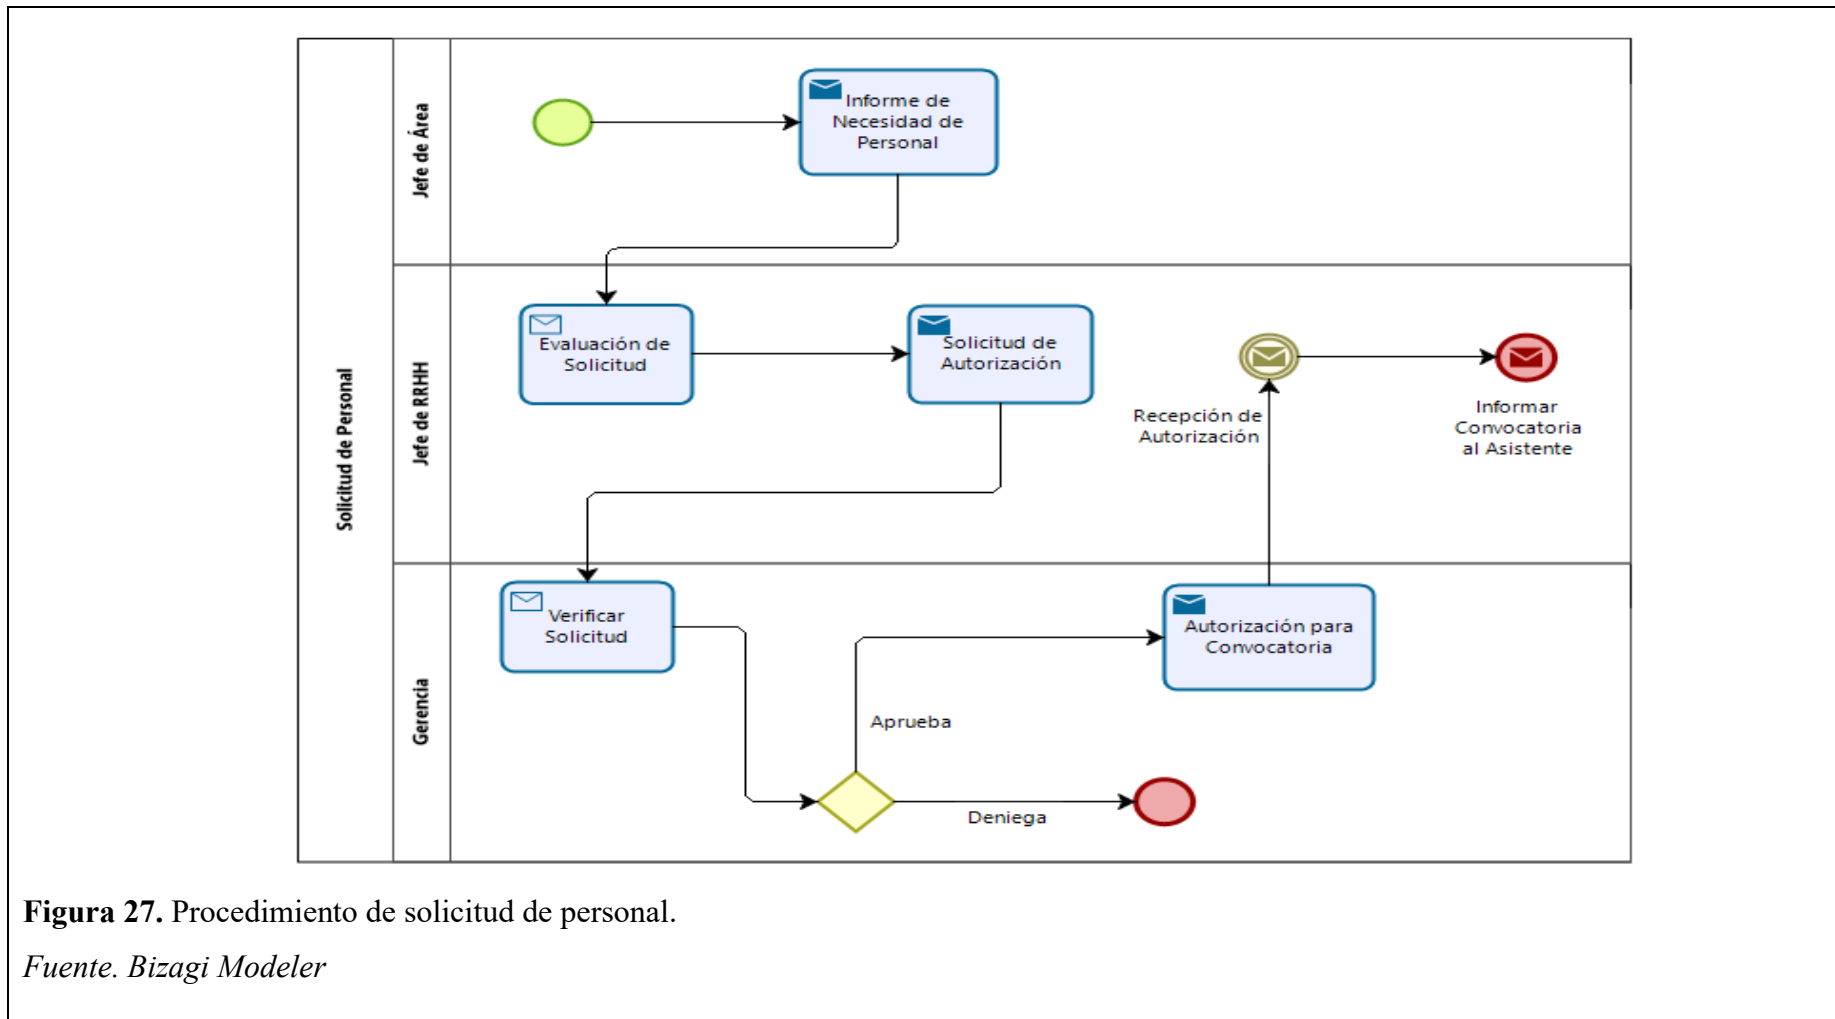 Solicitud de Personal
Jefe de Área
Informe de
Necesidad de
Personal
Jefe de RRHH
Evaluación de
Solicitud
Solicitud de
Autorización
Recepción de
Autorización
Informar
Convocatoria
al Asistente
Gerencia
Verificar
Solicitud
Aprueba
Deniega
Autorización para
Convocatoria
Figura 27. Procedimiento de solicitud de personal.
Fuente. Bizagi Modeler